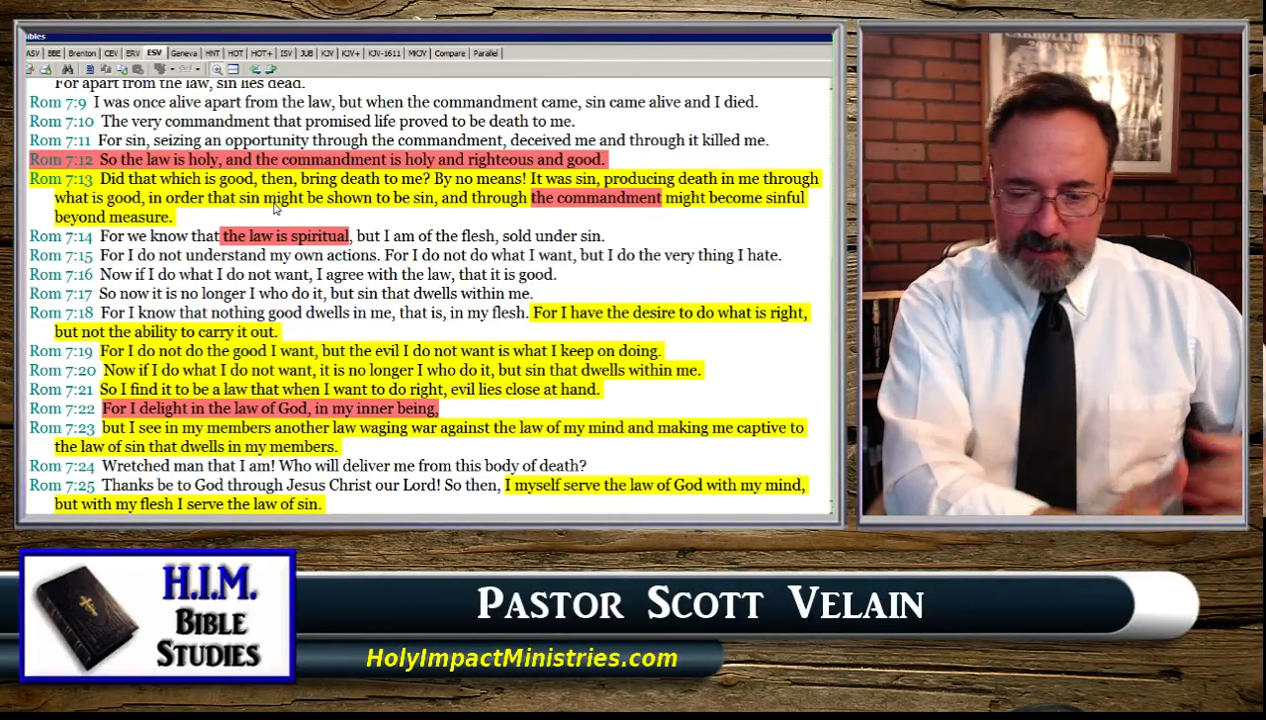 Bibles
ASV BBE Brenton CEV ERV ESV Geneva HNT HOT HOT+ ISV JUB KJV KJV+ KJV-1611 MKJV Compare Parallel
For apart from the law, sin lies dead.
Rom 7:9 I was once alive apart from the law, but when the commandment came, sin came alive and I died.
Rom 7:10 The very commandment that promised life proved to be death to me.
Rom 7:11 For sin, seizing an opportunity through the commandment, deceived me and through it killed me.
Rom 7:12 So the law is holy, and the commandment is holy and righteous and good.
Rom 7:13 Did that which is good, then, bring death to me? By no means! It was sin, producing death in me through
what is good, in order that sin might be shown to be sin, and through the commandment might become sinful
beyond measure.
Rom 7:14 For we know that the law is spiritual, but I am of the flesh, sold under sin.
Rom 7:15 For I do not understand my own actions. For I do not do what I want, but I do the very thing I hate.
Rom 7:16 Now if I do what I do not want, I agree with the law, that it is good.
Rom 7:17 So now it is no longer I who do it, but sin that dwells within me.
Rom 7:18 For I know that nothing good dwells in me, that is, in my flesh. For I have the desire to do what is right,
but not the ability to carry it out.
Rom 7:19 For I do not do the good I want, but the evil I do not want is what I keep on doing.
Rom 7:20 Now if I do what I do not want, it is no longer I who do it, but sin that dwells within me.
Rom 7:21 So I find it to be a law that when I want to do right, evil lies close at hand.
Rom 7:22 For I delight in the law of God, in my inner being,
Rom 7:23 but I see in my members another law waging war against the law of my mind and making me captive to
the law of sin that dwells in my members.
Rom 7:24 Wretched man that I am! Who will deliver me from this body of death?
Rom 7:25 Thanks be to God through Jesus Christ our Lord! So then, I myself serve the law of God with my mind,
but with my flesh I serve the law of sin.
H.I.M.
BIBLE
STUDIES
PASTOR SCOTT VELAIN
HolyImpactMinistries.com